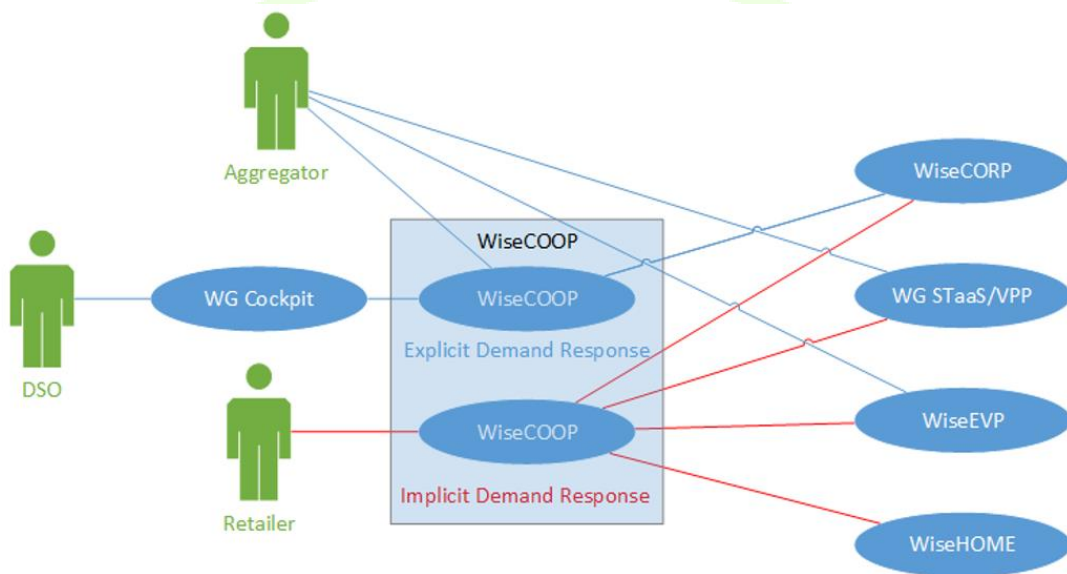 Aggregator
WiseCORP
WiseCOOP
WG Cockpit
WiseCOOP
WG STaaS/VPP
Explicit Demand Response
DSO
WiseCOOP
WiseEVP
Implicit Demand Response
Retailer
WiseHOME